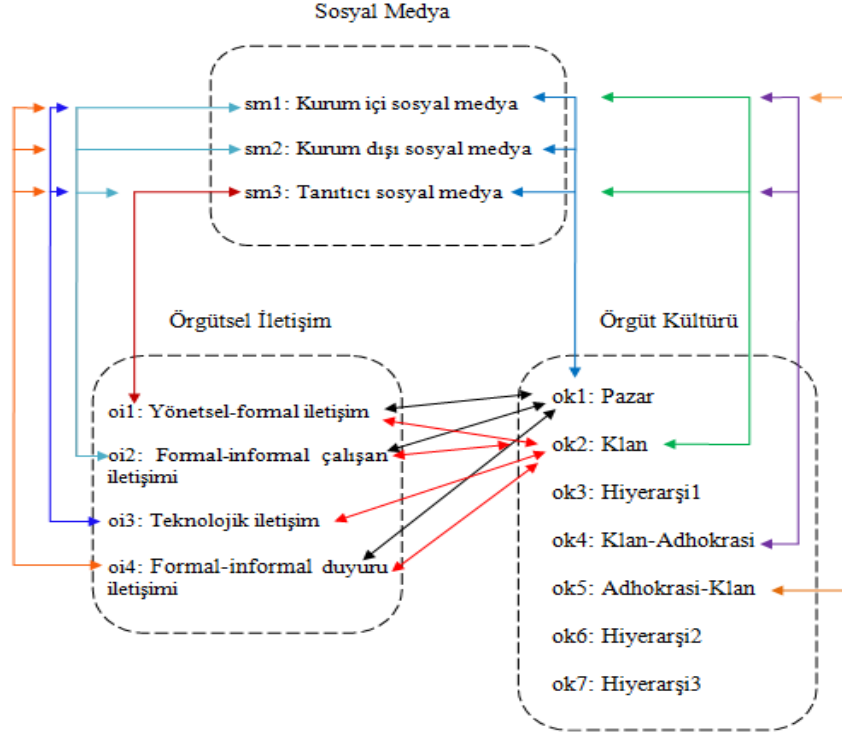 Sosyal Medya
sm1: Kurum içi sosyal medya
sm2: Kurum dışı sosyal medya
sm3: Tanıtıcı sosyal medya
Örgütsel İletişim
oi1: Yönetsel-formal iletişim
oi2: Formal-informal çalışan
iletişimi
oi3: Teknolojik iletişim
oi4: Formal-informal duyuru
iletişimi
Örgüt Kültürü
ok1: Pazar
ok2: Klan
ok3: Hiyerarşi1
ok4: Klan-Adhokrasi
ok5: Adhokrasi-Klan
ok6: Hiyerarşi2
ok7: Hiyerarşi3